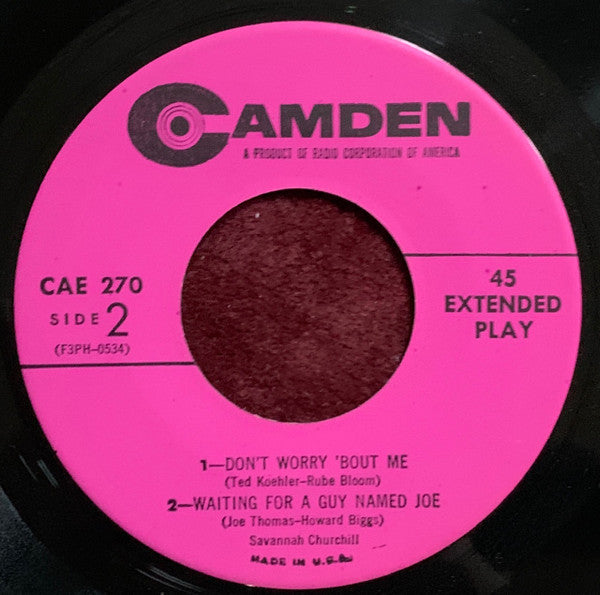 CAMDEN
A PRODUCT OF RADIO CORPORATION OF AMERICA
CAE 270
SIDE 2
(F3PH-0534)
45
EXTENDED
PLAY
1—DON'T WORRY 'BOUT ME
(Ted Koehler-Rube Bloom)
2—WAITING FOR A GUY NAMED JOE
(Joe Thomas-Howard Biggs)
Savannah Churchill
MADE IN U.S.A.